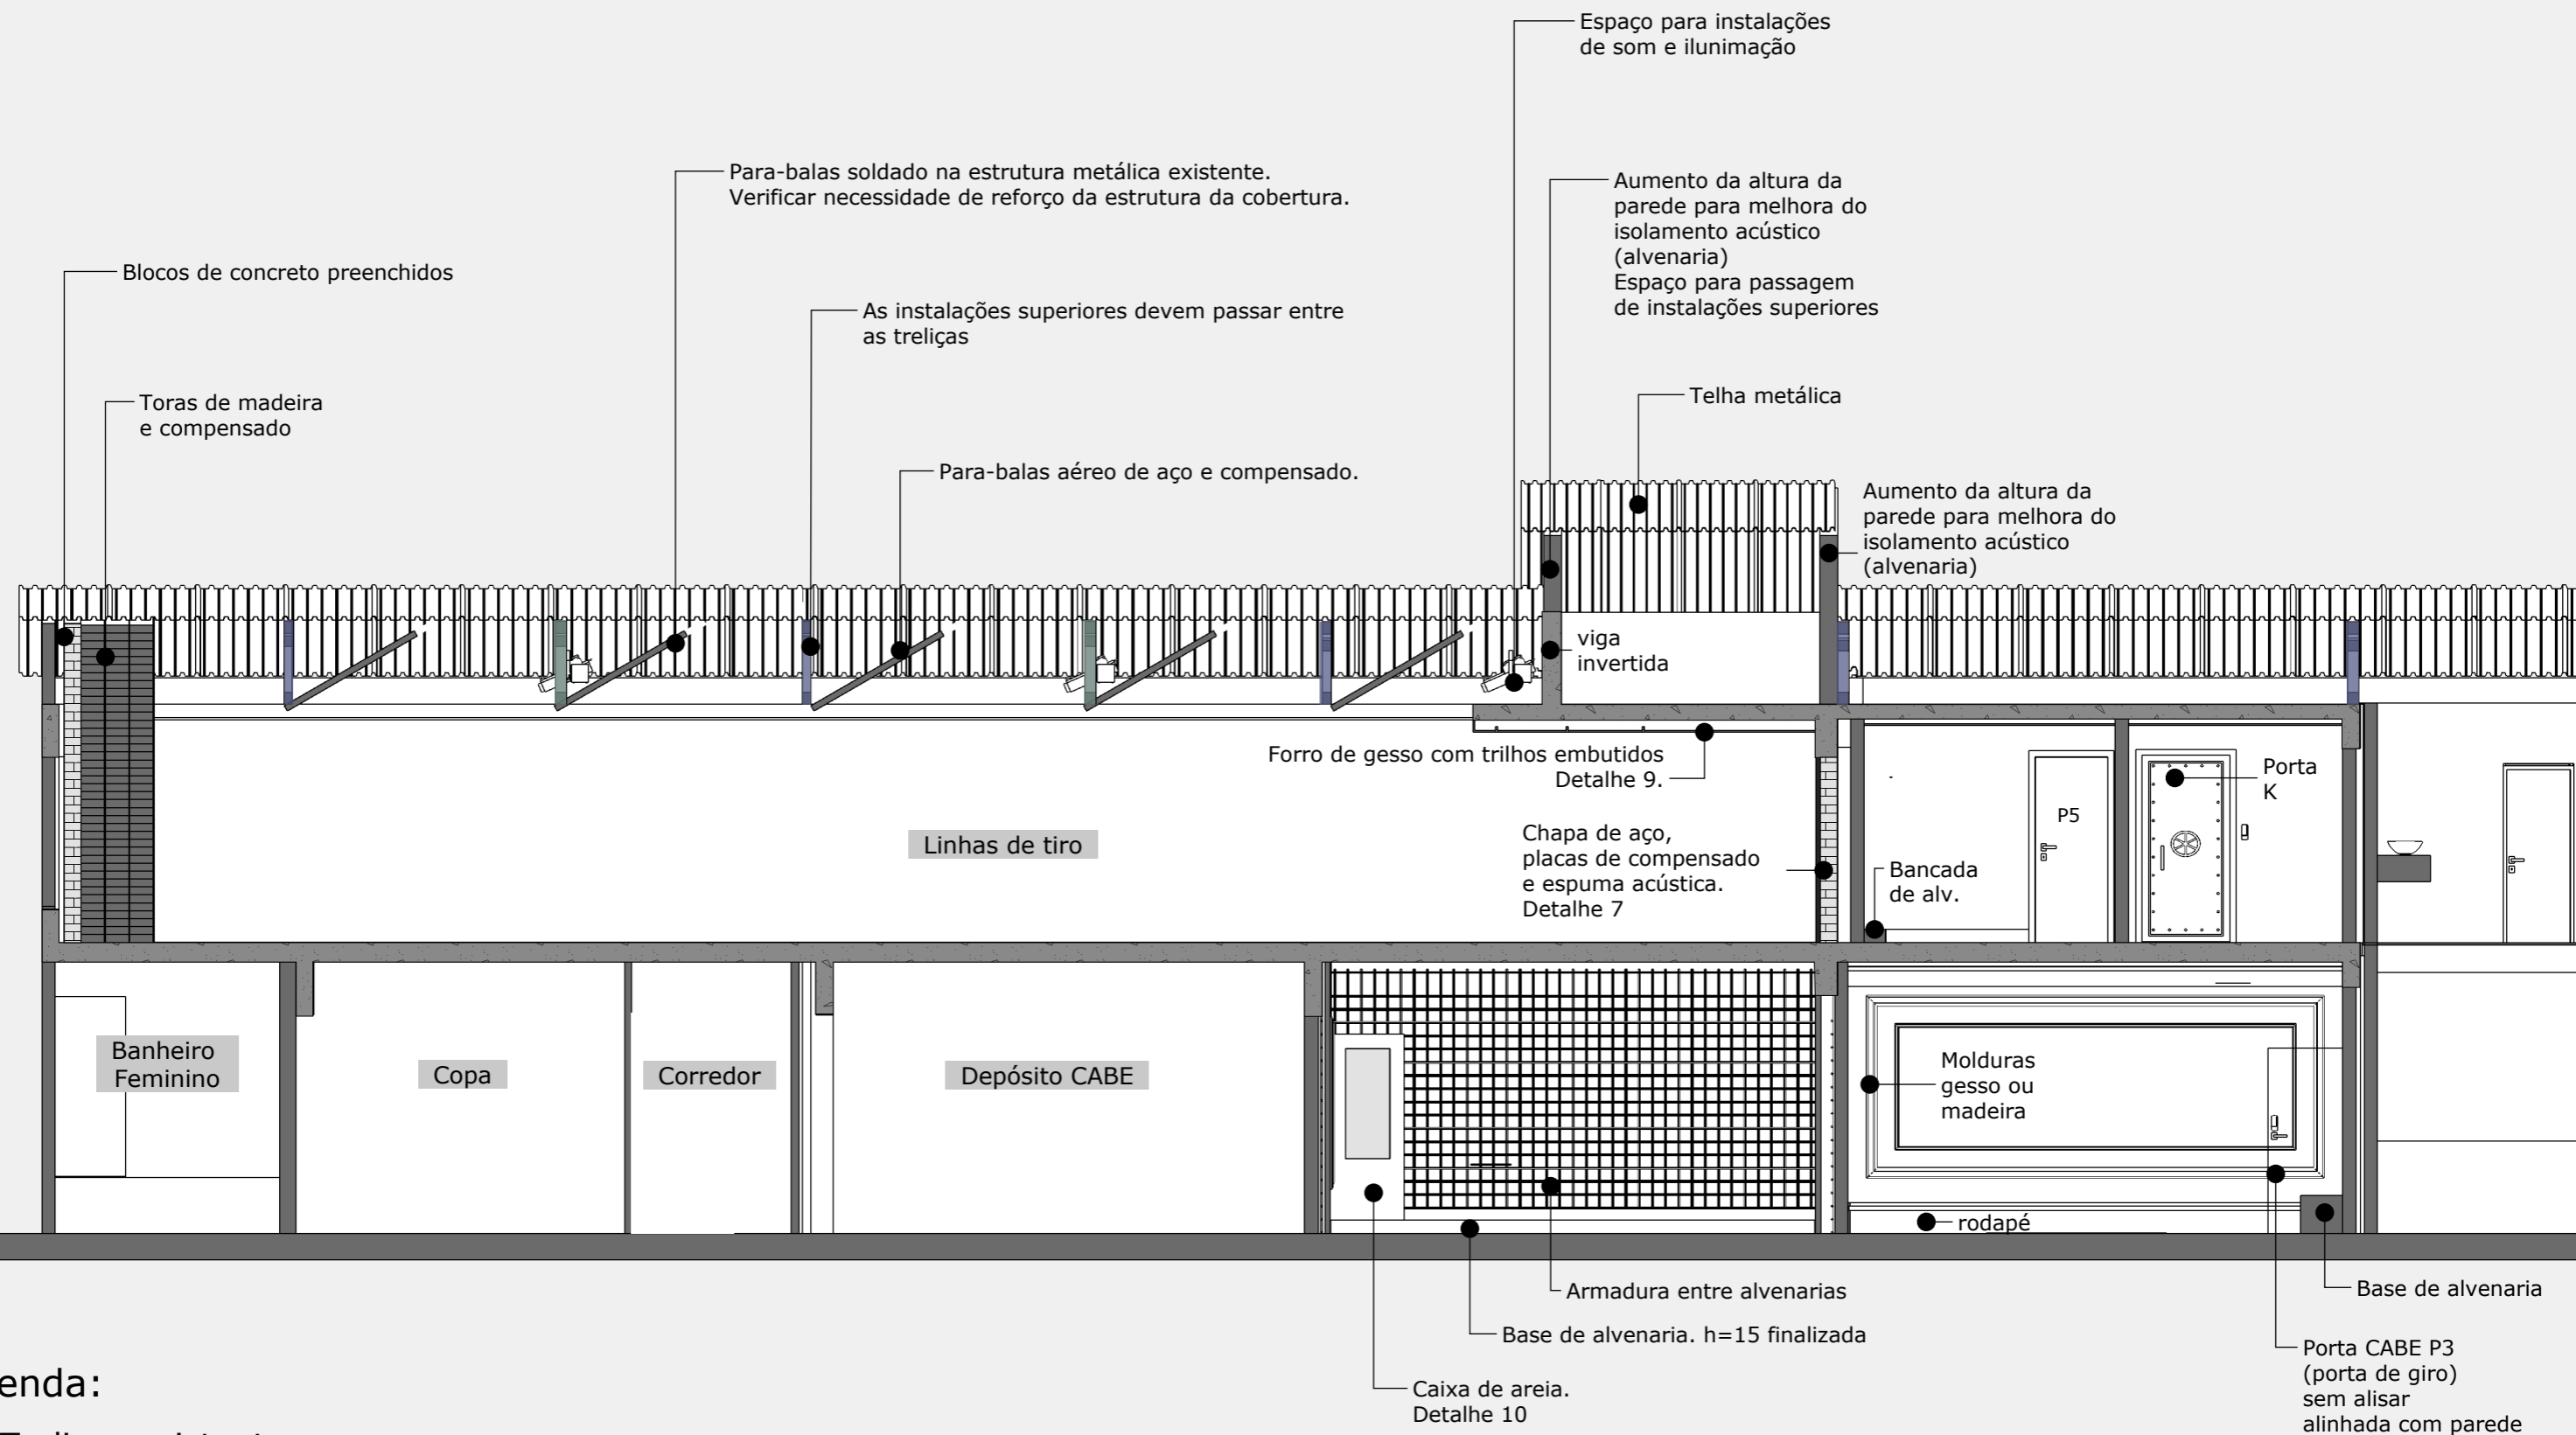 Espaço para instalações
de som e ilunimação
Para-balas soldado na estrutura metálica existente.
Verificar necessidade de reforço da estrutura da cobertura.
Aumento da altura da
parede para melhora do
isolamento acústico
(alvenaria)
Espaço para passagem
de instalações superiores
Blocos de concreto preenchidos
As instalações superiores devem passar entre
as treliças
Toras de madeira
e compensado
Telha metálica
Para-balas aéreo de aço e compensado.
Aumento da altura da
parede para melhora do
isolamento acústico
(alvenaria)
viga
invertida
Forro de gesso com trilhos embutidos
Detalhe 9.
Porta
K
P5
Linhas de tiro
Chapa de aço,
placas de compensado
e espuma acústica.
Detalhe 7
Bancada
de alv.
Banheiro
Feminino
Copa
Corredor
Depósito CABE
Molduras
gesso ou
madeira
rodapé
Armadura entre alvenarias
Base de alvenaria
Base de alvenaria. h=15 finalizada
Porta CABE P3
(porta de giro)
sem alisar
alinhada com parede
Caixa de areia.
Detalhe 10
enda: